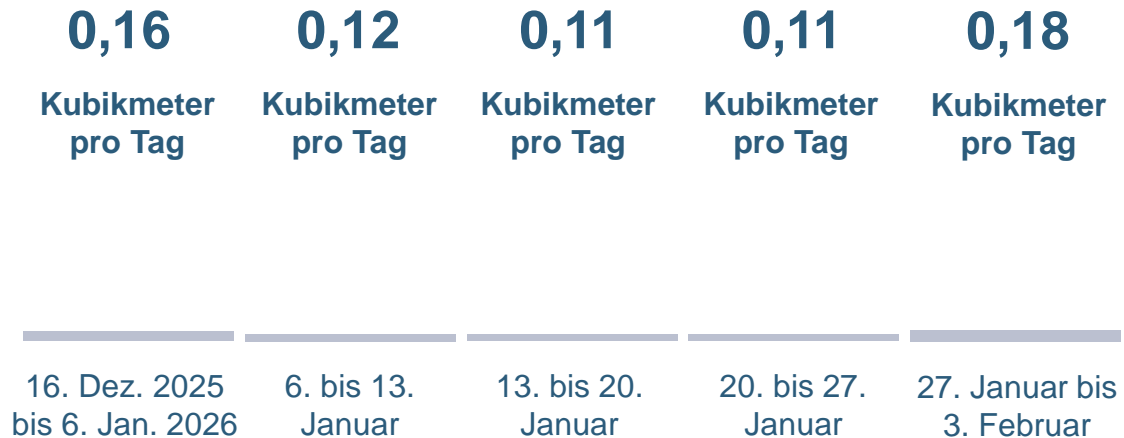 0,16
Kubikmeter
pro Tag
16. Dez. 2025
bis 6. Jan. 2026
0,12
Kubikmeter
pro Tag
6. bis 13.
Januar
0,11
Kubikmeter
pro Tag
13. bis 20.
Januar
0,11
Kubikmeter
pro Tag
20. bis 27.
Januar
0,18
Kubikmeter
pro Tag
27. Januar bis
3. Februar